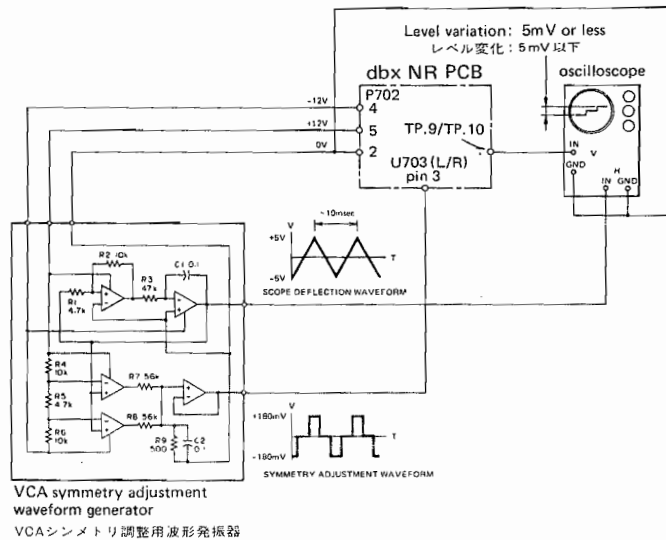 Level variation: 5mV or less
レベル変化：5mV 以下
dbx NR PCB
oscilloscope
P702
-12V
4
+12V
5
TP.9/TP.10
0V
2
U703 (L/R)
pin 3
IN
V
GND
H
IN GND
~10msec
V
+5V
T
-5V
SCOPE DEFLECTION WAVEFORM
R2 10k
C1 0.1
R3
47k
R1
4.7k
R4
10k
R7 56k
R5
4.7k
R8 56k
R6
10k
R9
500
C2
0.1
V
+180mV
T
-180mV
SYMMETRY ADJUSTMENT WAVEFORM
VCA symmetry adjustment
waveform generator
VCAシンメトリ調整用波形発振器